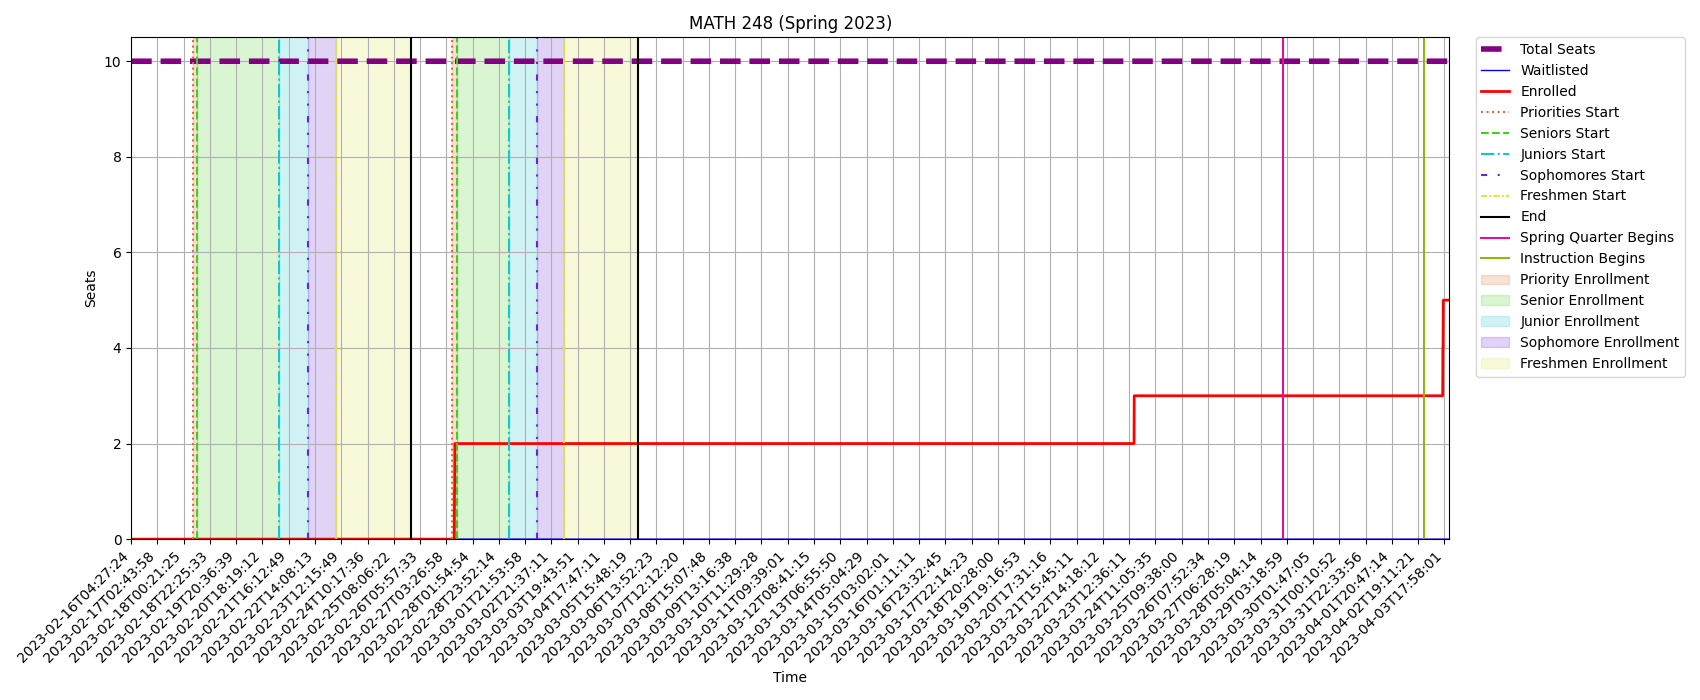 MATH 248 (Spring 2023)
10
8
6
4
2
0
Seats
2023-02-16T04:27:24
2023-02-17T02:43:58
2023-02-18T00:21:25
2023-02-18T22:25:33
2023-02-19T20:36:39
2023-02-20T18:19:12
2023-02-21T16:12:49
2023-02-22T14:08:13
2023-02-23T12:15:49
2023-02-24T10:17:36
2023-02-25T08:06:22
2023-02-26T05:57:33
2023-02-27T03:26:58
2023-02-28T01:54:54
2023-02-28T23:52:14
2023-03-01T21:53:58
2023-03-02T21:37:11
2023-03-03T19:43:51
2023-03-04T17:47:11
2023-03-05T15:48:19
2023-03-06T13:52:23
2023-03-07T12:12:20
2023-03-08T15:07:48
2023-03-09T13:16:38
2023-03-10T11:29:28
2023-03-11T09:39:01
2023-03-12T08:41:15
2023-03-13T06:55:50
2023-03-14T05:04:29
2023-03-15T03:02:01
2023-03-16T01:11:11
2023-03-16T23:32:45
2023-03-17T22:14:23
2023-03-18T20:28:00
2023-03-19T19:16:53
2023-03-20T17:31:16
2023-03-21T15:45:11
2023-03-22T14:18:12
2023-03-23T12:36:11
2023-03-24T11:05:35
2023-03-25T09:38:00
2023-03-26T07:52:34
2023-03-27T06:28:19
2023-03-28T05:04:14
2023-03-29T03:18:59
2023-03-30T01:47:05
2023-03-31T00:10:52
2023-03-31T22:33:56
2023-04-01T20:47:14
2023-04-02T19:11:21
2023-04-03T17:58:01
Time
Total Seats
Waitlisted
Enrolled
Priorities Start
Seniors Start
Juniors Start
Sophomores Start
Freshmen Start
End
Spring Quarter Begins
Instruction Begins
Priority Enrollment
Senior Enrollment
Junior Enrollment
Sophomore Enrollment
Freshmen Enrollment